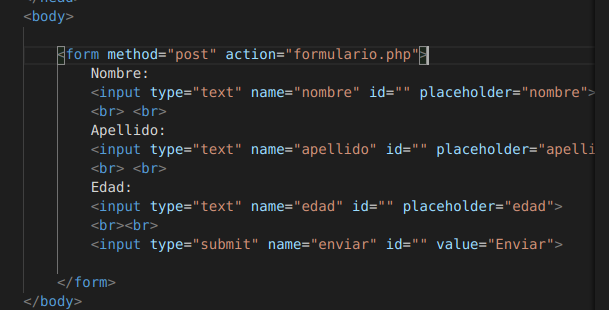 <body>
<form method="post" action="formulario.php">
Nombre:
<input type="text" name="nombre" id="" placeholder="nombre">
<br> <br>
Apellido:
<input type="text" name="apellido" id="" placeholder="apelli
<br> <br>
Edad:
<input type="text" name="edad" id="" placeholder="edad">
<br><br>
<input type="submit" name="enviar" id="" value="Enviar">
</form>
</body>